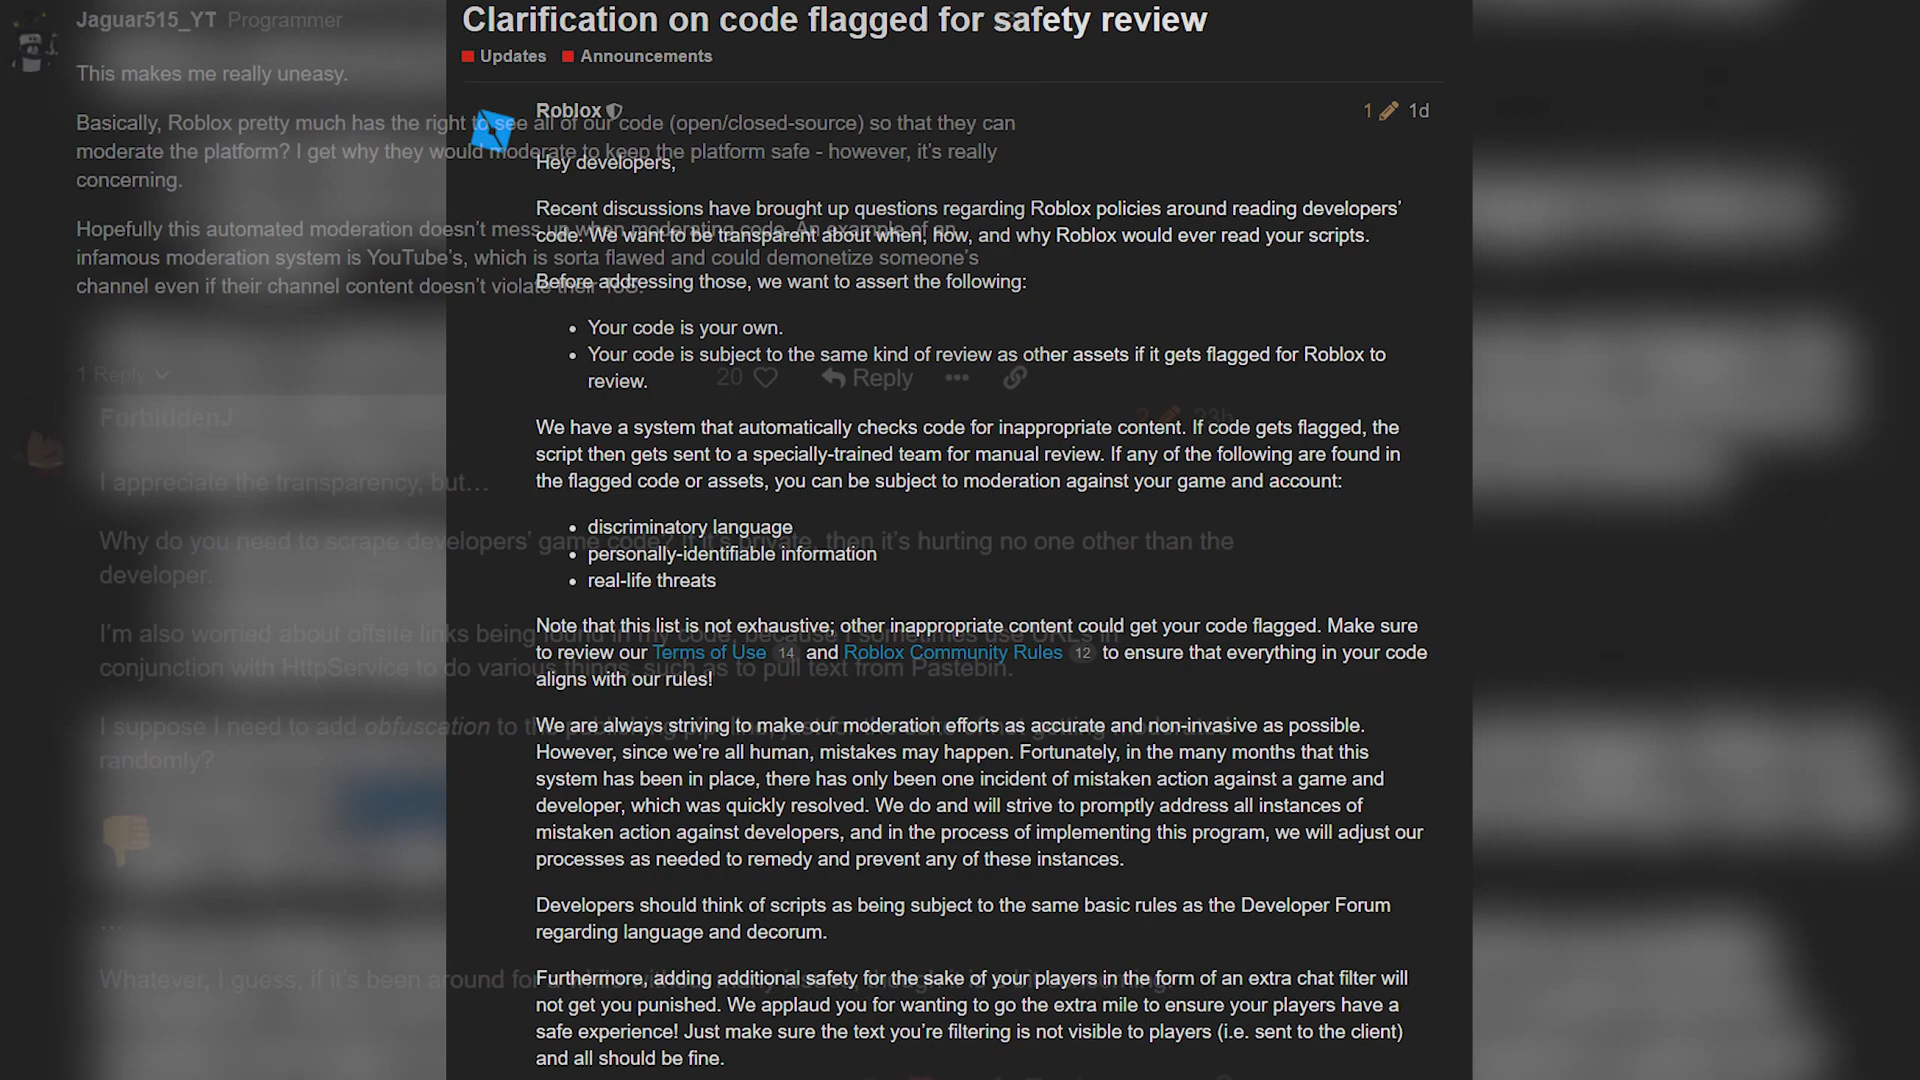 Clarification on code flagged for safety review
Updates Announcements
Roblox
1 1d
Hey developers,
Recent discussions have brought up questions regarding Roblox policies around reading developers’
code. We want to be transparent about when, how, and why Roblox would ever read your scripts.
Before addressing those, we want to assert the following:
• Your code is your own.
• Your code is subject to the same kind of review as other assets if it gets flagged for Roblox to
review.
We have a system that automatically checks code for inappropriate content. If code gets flagged, the
script then gets sent to a specially-trained team for manual review. If any of the following are found in
the flagged code or assets, you can be subject to moderation against your game and account:
• discriminatory language
• personally-identifiable information
• real-life threats
Note that this list is not exhaustive; other inappropriate content could get your code flagged. Make sure
to review our Terms of Use 14 and Roblox Community Rules 12 to ensure that everything in your code
aligns with our rules!
We are always striving to make our moderation efforts as accurate and non-invasive as possible.
However, since we’re all human, mistakes may happen. Fortunately, in the many months that this
system has been in place, there has only been one incident of mistaken action against a game and
developer, which was quickly resolved. We do and will strive to promptly address all instances of
mistaken action against developers, and in the process of implementing this program, we will adjust our
processes as needed to remedy and prevent any of these instances.
Developers should think of scripts as being subject to the same basic rules as the Developer Forum
regarding language and decorum.
Furthermore, adding additional safety for the sake of your players in the form of an extra chat filter will
not get you punished. We applaud you for wanting to go the extra mile to ensure your players have a
safe experience! Just make sure the text you’re filtering is not visible to players (i.e. sent to the client)
and all should be fine.
Jaguar515_YT Programmer
This makes me really uneasy.
Basically, Roblox pretty much has the right to see all of our code (open/closed-source) so that they can
moderate the platform? I get why they would moderate to keep the platform safe - however, it’s really
concerning.
Hopefully this automated moderation doesn’t mess up when moderating code. An example of an
infamous moderation system is YouTube’s, which is sorta flawed and could demonetize someone’s
channel even if their channel content doesn’t violate their ToS.
1 Reply 20 Reply
ForbiddenJ 2 23h
I appreciate the transparency, but…
Why do you need to scrape developers’ game code? If it’s private, then it’s hurting no one other than the
developer.
I’m also worried about offsite links being found in my code, because I sometimes use URLs in
conjunction with HttpService to do various things, such as to pull text from Pastebin.
I suppose I need to add obfuscation to the publishing pipeline, just for the sake of not getting moderated
randomly?
…
Whatever, I guess, if it’s been around for a while without many issues, though it is a bit